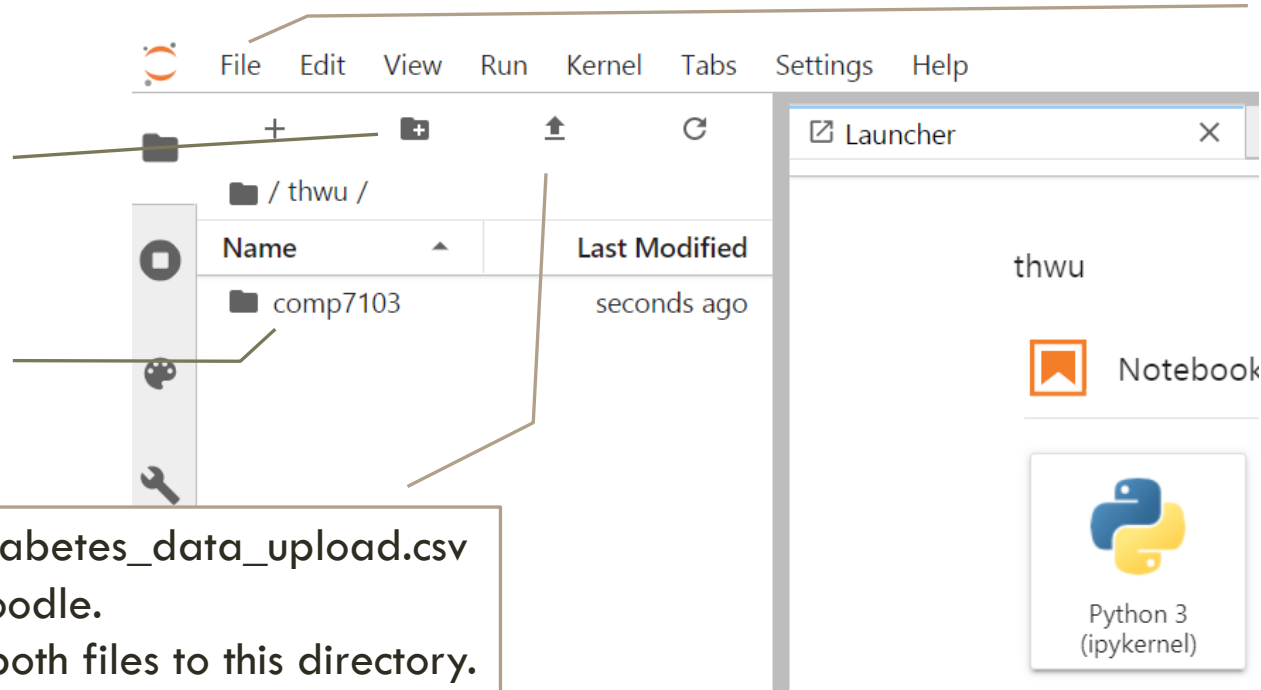 File Edit View Run Kernel Tabs Settings Help
Launcher
/ thwu /
Name Last Modified
comp7103 seconds ago
thwu
Notebook
Python 3
(ipykernel)
abetes_data_upload.csv
oodle.
both files to this directory.